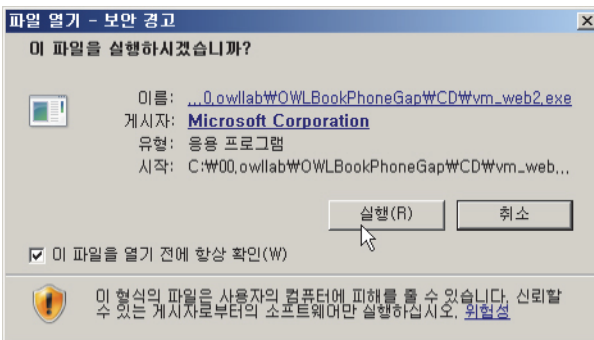 파일 열기 - 보안 경고
이 파일을 실행하시겠습니까?
이름: ...0.owllab₩OWLBookPhoneGap₩CD₩vm_web2.exe
게시자: Microsoft Corporation
유형: 응용 프로그램
시작: C:₩00.owllab₩OWLBookPhoneGap₩CD₩vm_web...
실행(R) 취소
이 파일을 열기 전에 항상 확인(W)
이 형식의 파일은 사용자의 컴퓨터에 피해를 줄 수 있습니다. 신뢰할
수 있는 게시자로부터의 소프트웨어만 실행하십시오. 위험성